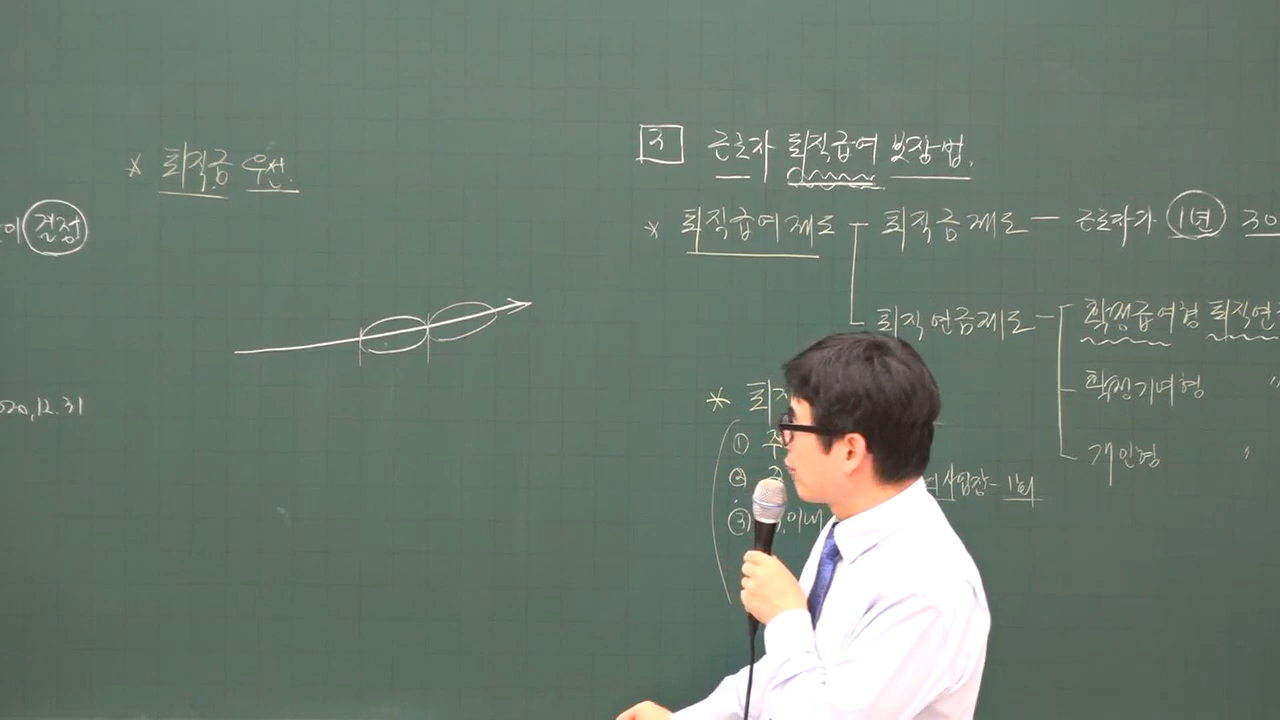 * 퇴직금 우선.
결정
2020.12.31
3 근로자 퇴직급여 보장법.
* 퇴직급여제도 - 퇴직금제도 - 근로자가 1년 30
퇴직연금제도 - 확정급여형 퇴직연
확정기여형 "
개인형 "
* 퇴직
①
②
사업장 - 1회
③ 이내